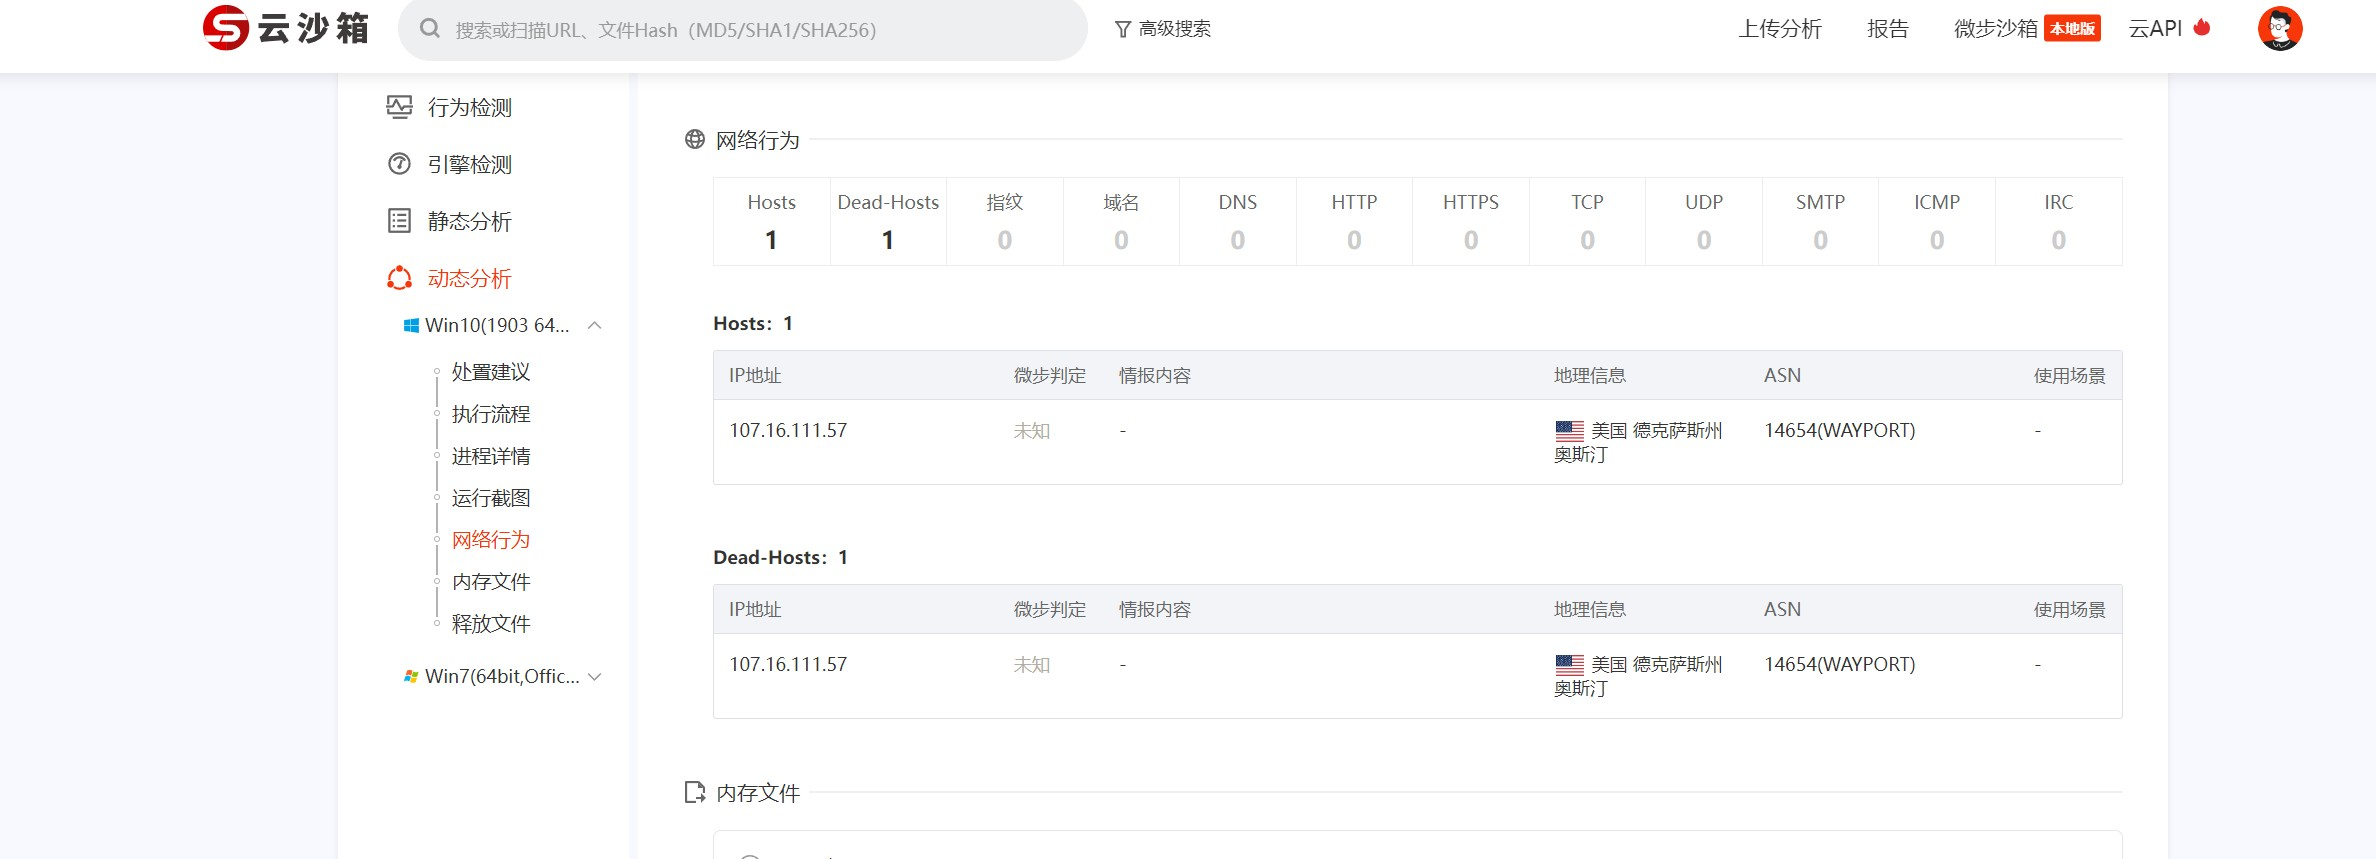 云沙箱
搜索或扫描URL、文件Hash（MD5/SHA1/SHA256）
高级搜索
上传分析
报告
微步沙箱 本地版
云API
行为检测
引擎检测
静态分析
动态分析
Win10(1903 64...
处置建议
执行流程
进程详情
运行截图
网络行为
内存文件
释放文件
Win7(64bit,Offic...
网络行为
Hosts Dead-Hosts 指纹 域名 DNS HTTP HTTPS TCP UDP SMTP ICMP IRC
1 1 0 0 0 0 0 0 0 0 0 0
Hosts：1
IP地址 微步判定 情报内容 地理信息 ASN 使用场景
107.16.111.57 未知 - 美国 德克萨斯州 14654(WAYPORT) -
奥斯汀
Dead-Hosts：1
IP地址 微步判定 情报内容 地理信息 ASN 使用场景
107.16.111.57 未知 - 美国 德克萨斯州 14654(WAYPORT) -
奥斯汀
内存文件